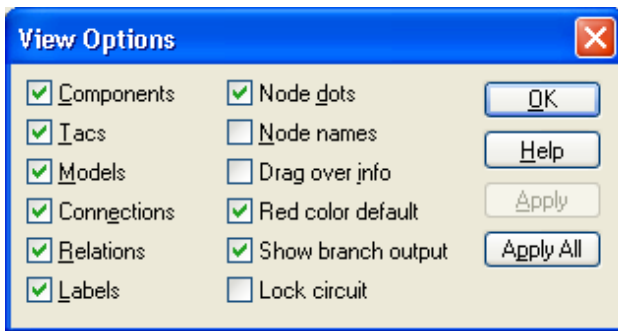 View Options
Components
Tacs
Models
Connections
Relations
Labels
Node dots
Node names
Drag over info
Red color default
Show branch output
Lock circuit
OK
Help
Apply
Apply All